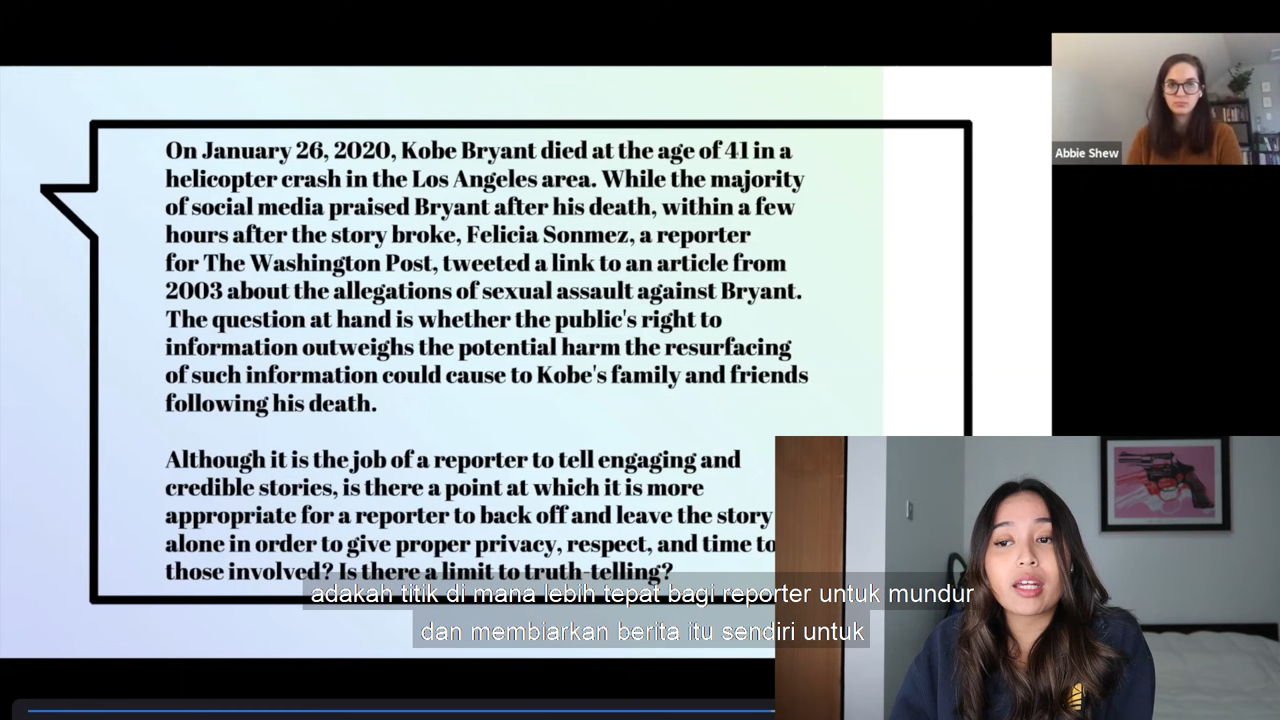 On January 26, 2020, Kobe Bryant died at the age of 41 in a
helicopter crash in the Los Angeles area. While the majority
of social media praised Bryant after his death, within a few
hours after the story broke, Felicia Sonmez, a reporter
for The Washington Post, tweeted a link to an article from
2003 about the allegations of sexual assault against Bryant.
The question at hand is whether the public's right to
information outweighs the potential harm the resurfacing
of such information could cause to Kobe's family and friends
following his death.
Although it is the job of a reporter to tell engaging and
credible stories, is there a point at which it is more
appropriate for a reporter to back off and leave the story
alone in order to give proper privacy, respect, and time to
those involved? Is there a limit to truth-telling?
Abbie Shew
adakah titik di mana lebih tepat bagi reporter untuk mundur
dan membiarkan berita itu sendiri untuk